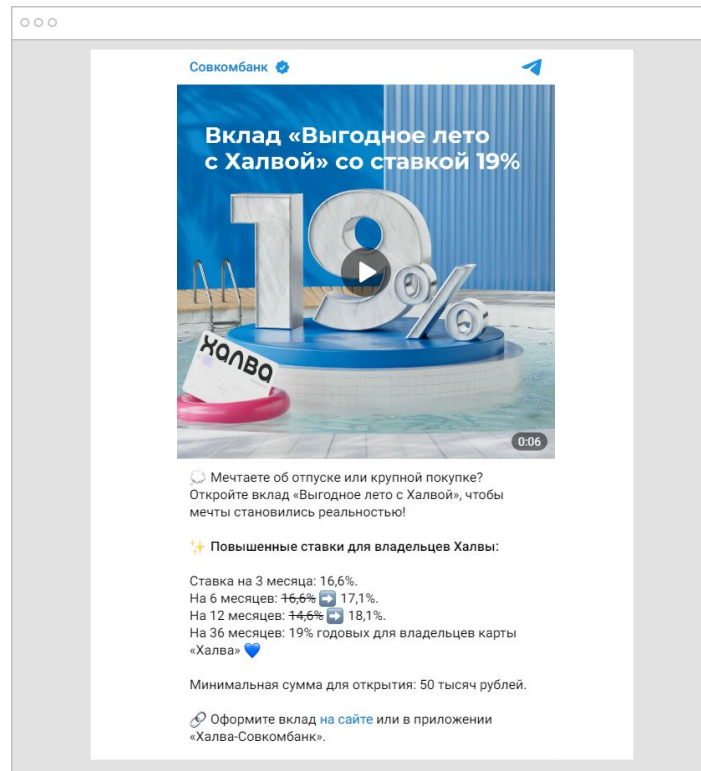 Совкомбанк
Вклад «Выгодное лето
с Халвой» со ставкой 19%
19%
ХАЛВА
0:06
💭 Мечтаете об отпуске или крупной покупке?
Откройте вклад «Выгодное лето с Халвой», чтобы
мечты становились реальностью!
✨ Повышенные ставки для владельцев Халвы:
Ставка на 3 месяца: 16,6%.
На 6 месяцев: 16,6% ➡️ 17,1%.
На 12 месяцев: 14,6% ➡️ 18,1%.
На 36 месяцев: 19% годовых для владельцев карты
«Халва» 💙
Минимальная сумма для открытия: 50 тысяч рублей.
🔗 Оформите вклад на сайте или в приложении
«Халва-Совкомбанк».